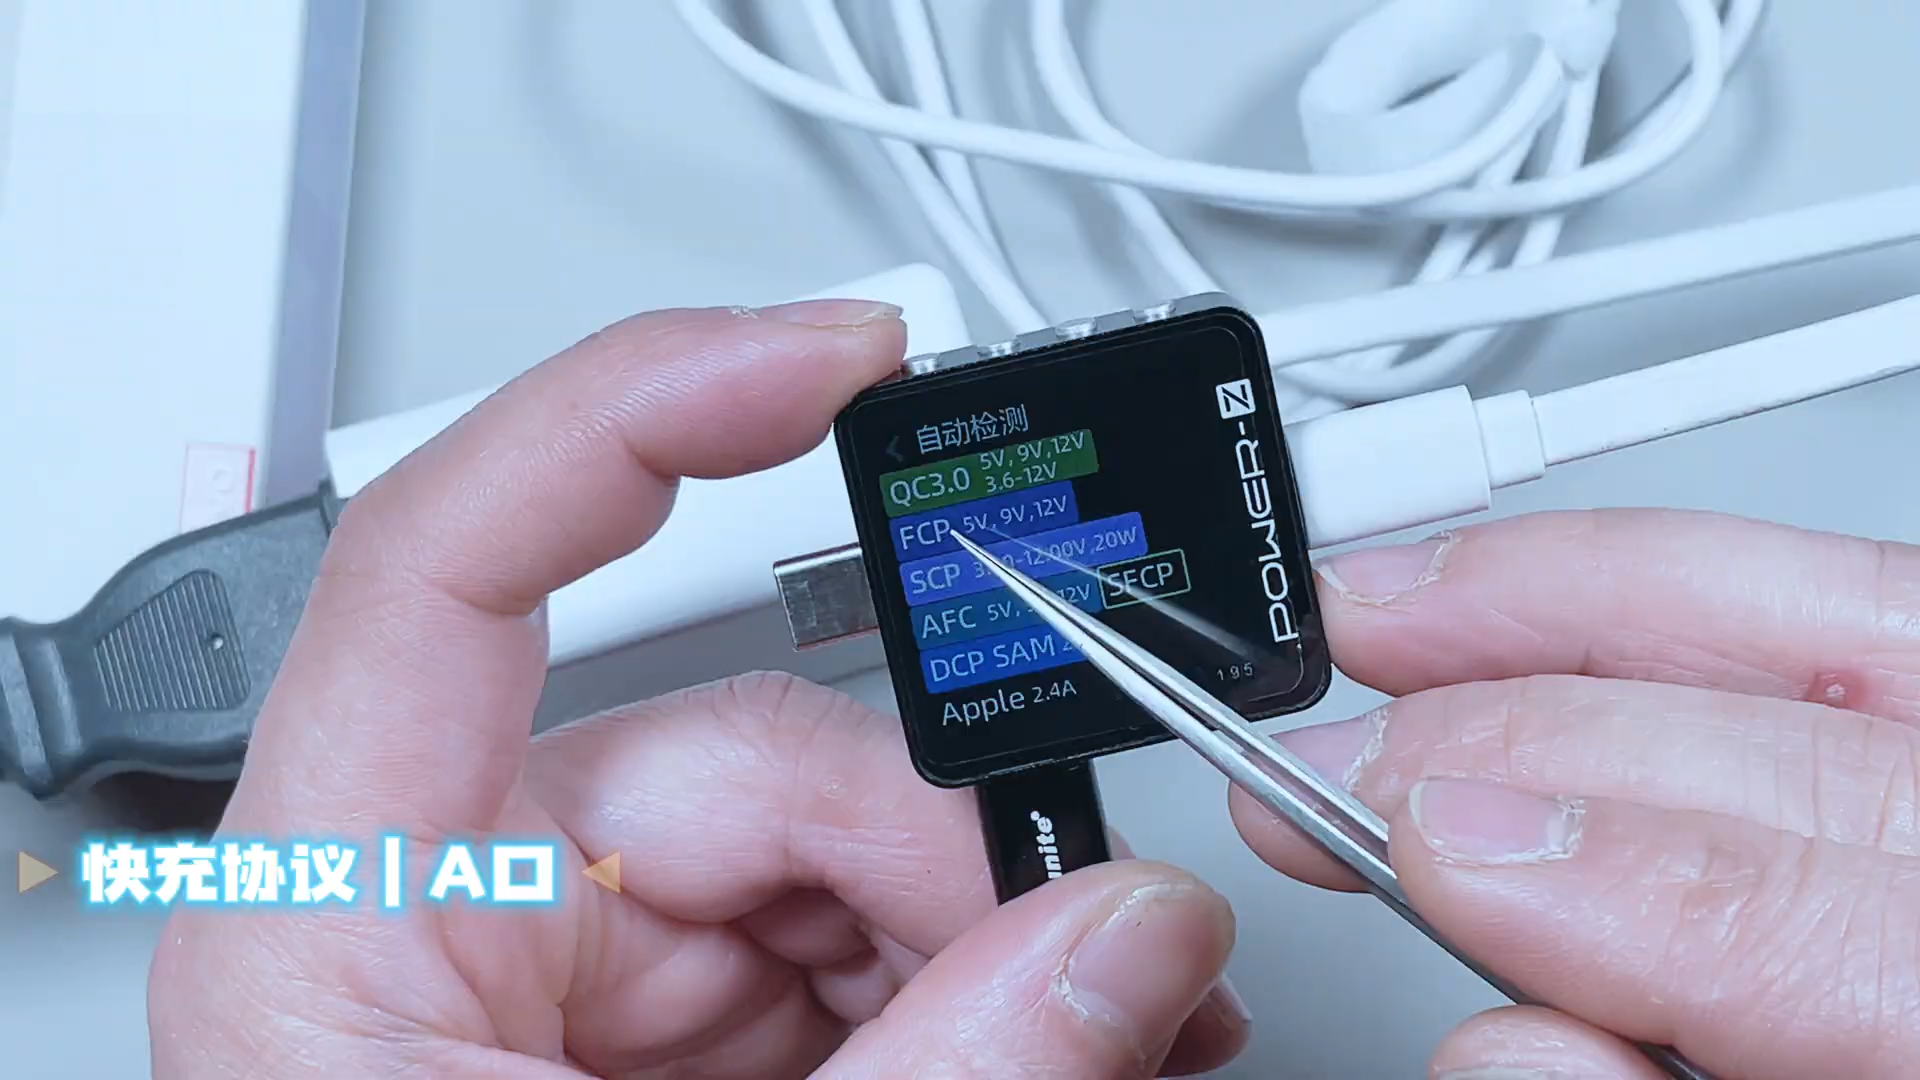 自动检测
QC3.0 5V,9V,12V
3.6-12V
FCP 5V,9V,12V
SCP 20W
AFC 5V, 12V SFCP
DCP SAM
Apple 2.4A
POWER-Z
195
快充协议 | A口